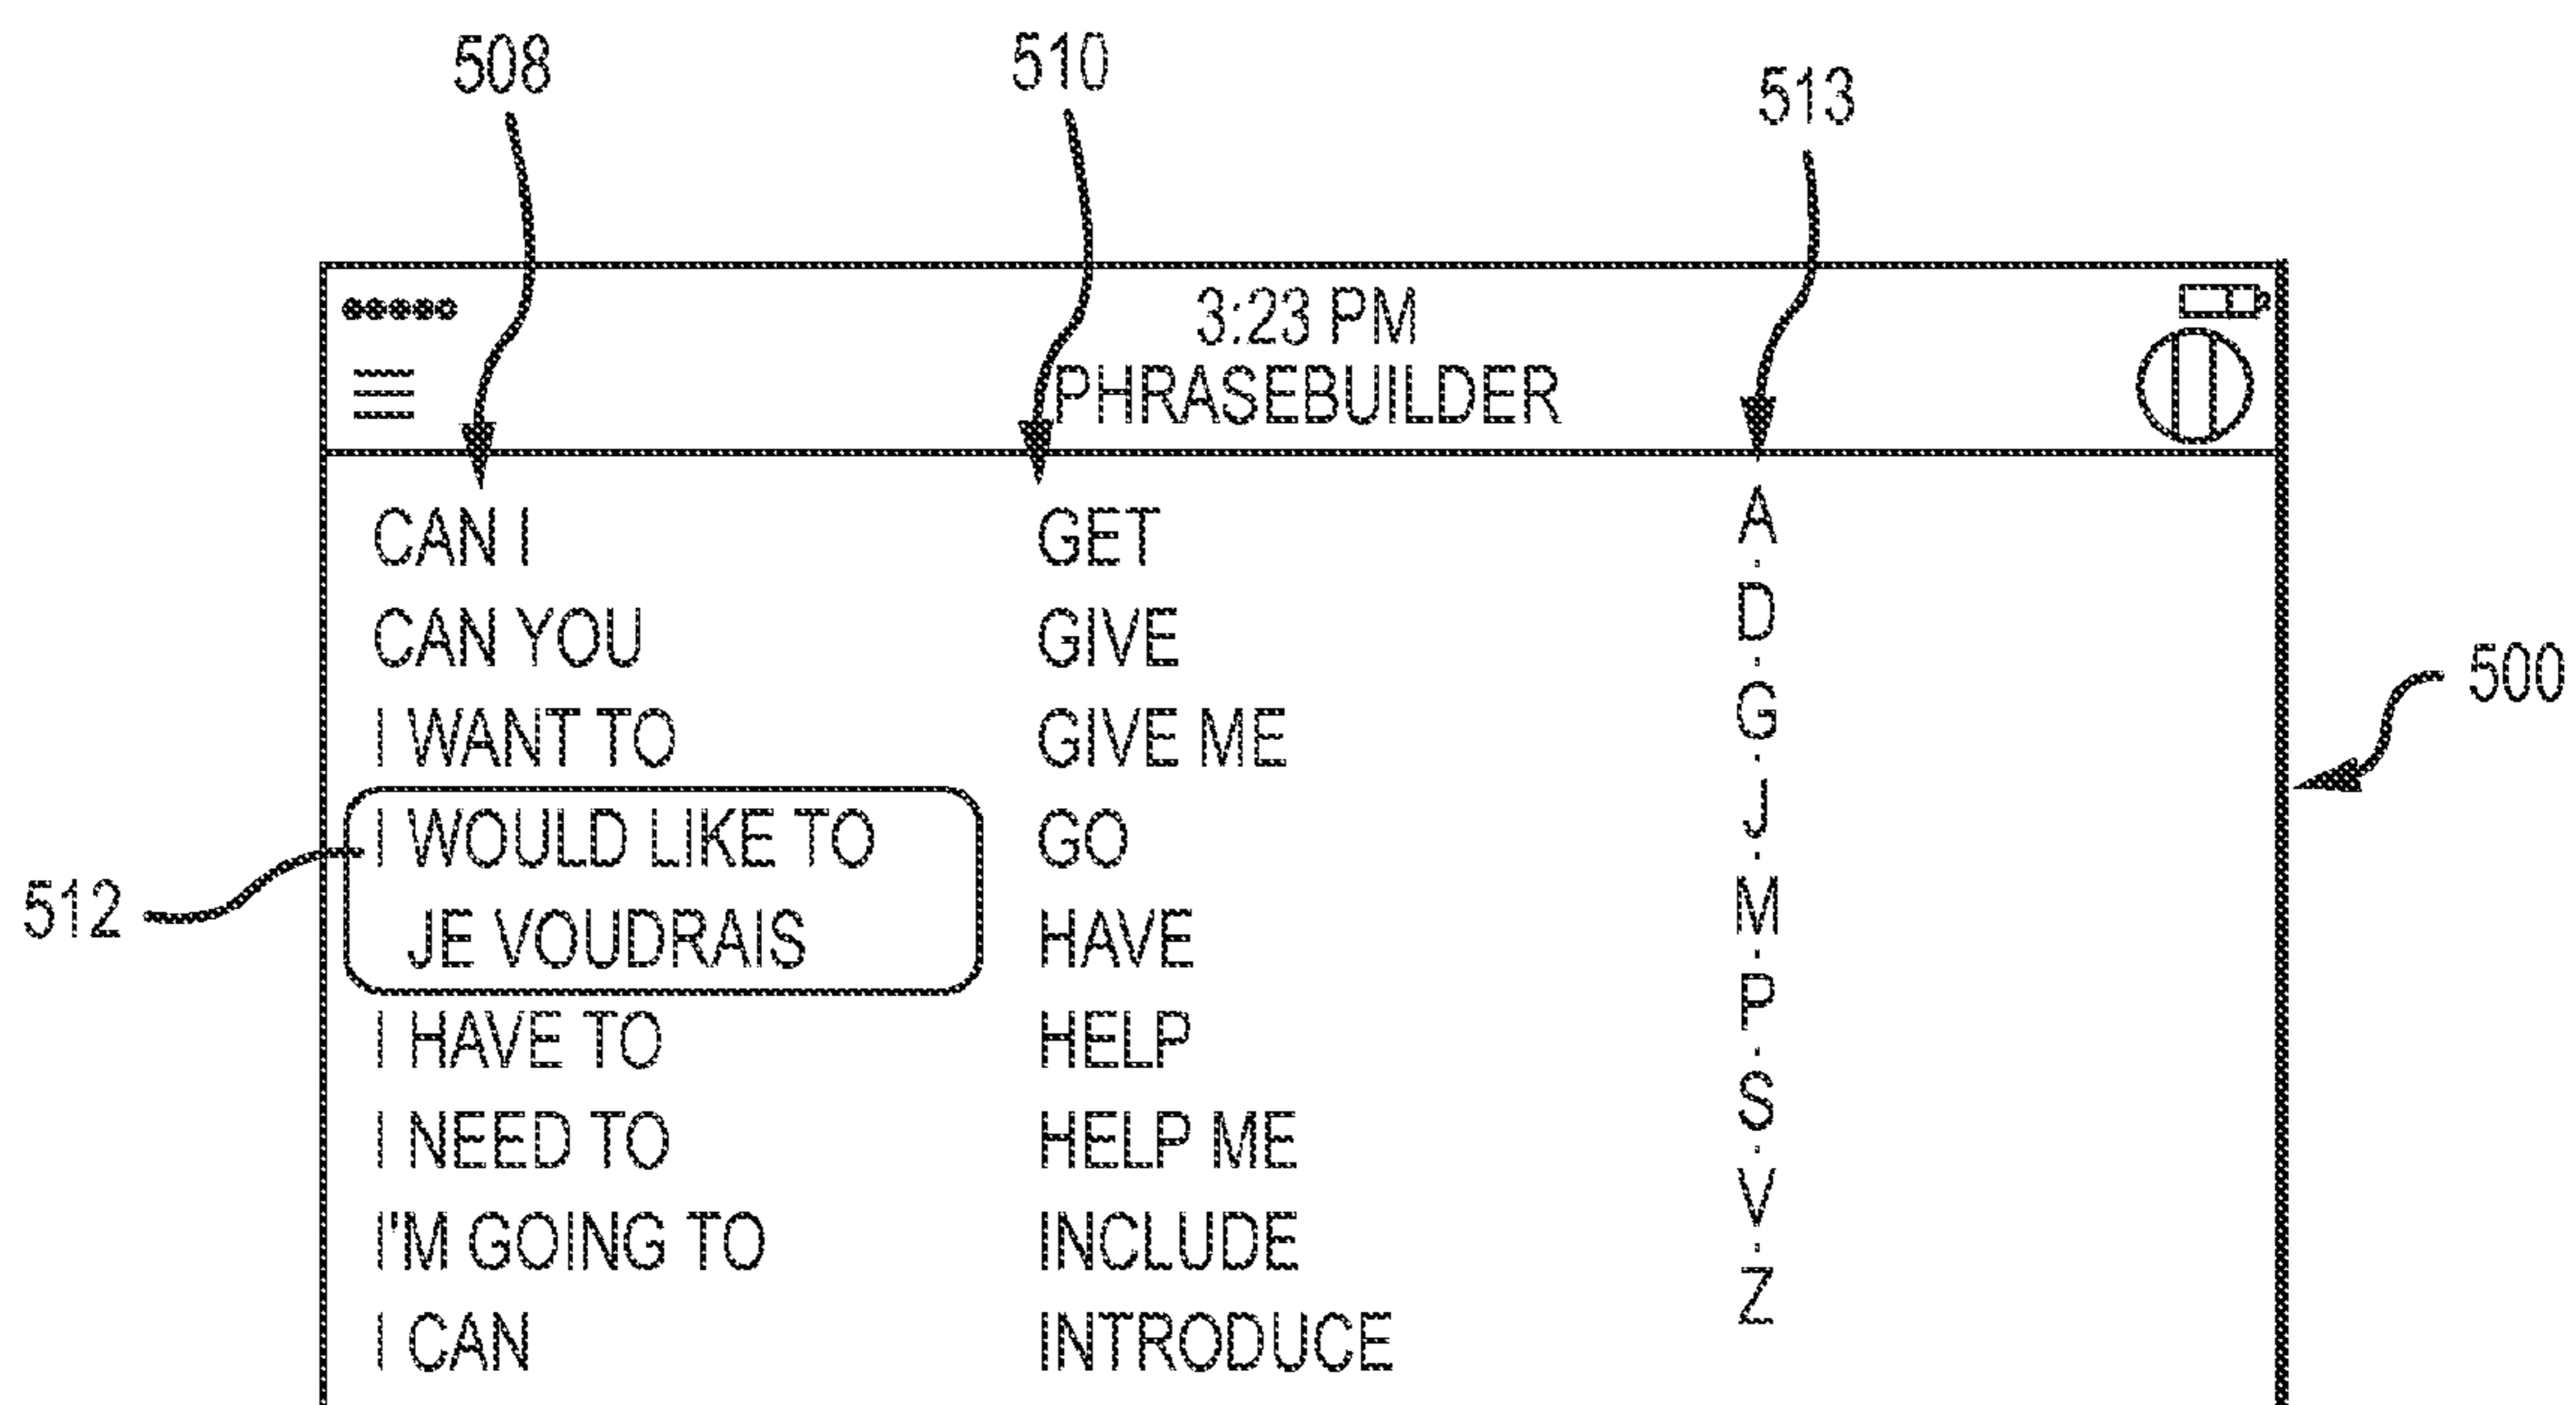 508
510
513
3:23 PM
PHRASEBUILDER
CAN I
CAN YOU
I WANT TO
I WOULD LIKE TO
JE VOUDRAIS
I HAVE TO
I NEED TO
I'M GOING TO
I CAN
GET
GIVE
GIVE ME
GO
HAVE
HELP
HELP ME
INCLUDE
INTRODUCE
A
D
G
J
M
P
S
V
Z
500
512